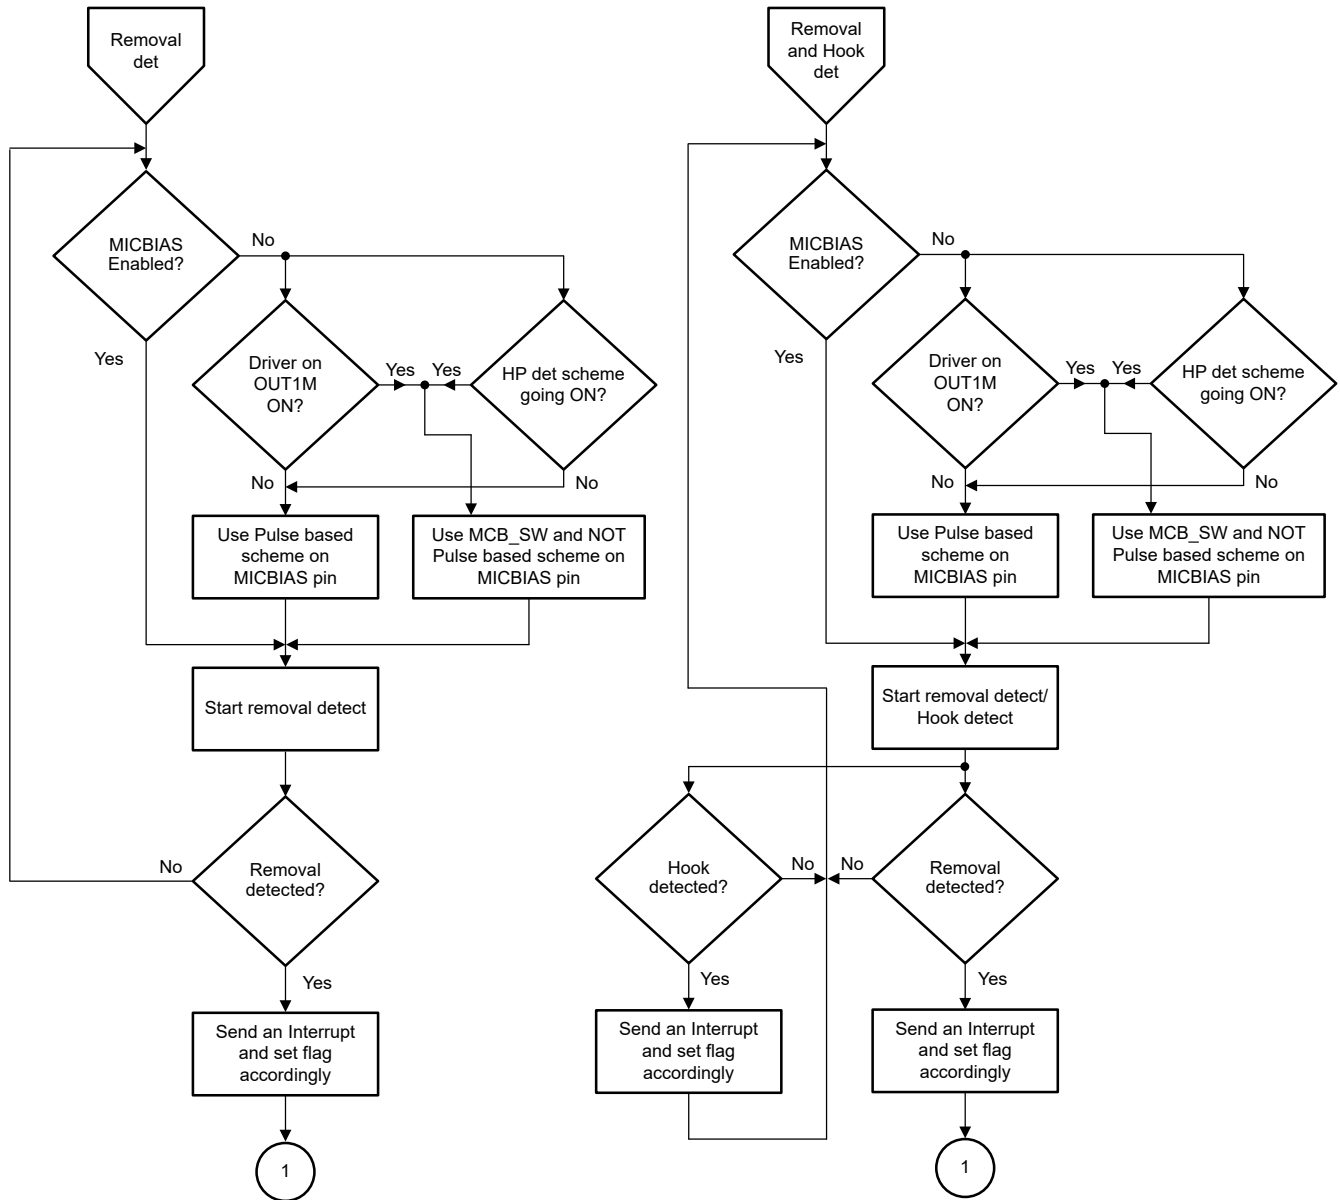 Removal
det
MICBIAS
Enabled?
No
Yes
Driver on
OUT1M
ON?
Yes
Yes
HP det scheme
going ON?
No
No
Use Pulse based
scheme on
MICBIAS pin
Use MCB_SW and NOT
Pulse based scheme on
MICBIAS pin
Start removal detect
No
Removal
detected?
Yes
Send an Interrupt
and set flag
accordingly
1
Removal
and Hook
det
MICBIAS
Enabled?
No
Yes
Driver on
OUT1M
ON?
Yes
Yes
HP det scheme
going ON?
No
No
Use Pulse based
scheme on
MICBIAS pin
Use MCB_SW and NOT
Pulse based scheme on
MICBIAS pin
Start removal detect/
Hook detect
Hook
detected?
No
No
Removal
detected?
Yes
Yes
Send an Interrupt
and set flag
accordingly
Send an Interrupt
and set flag
accordingly
1